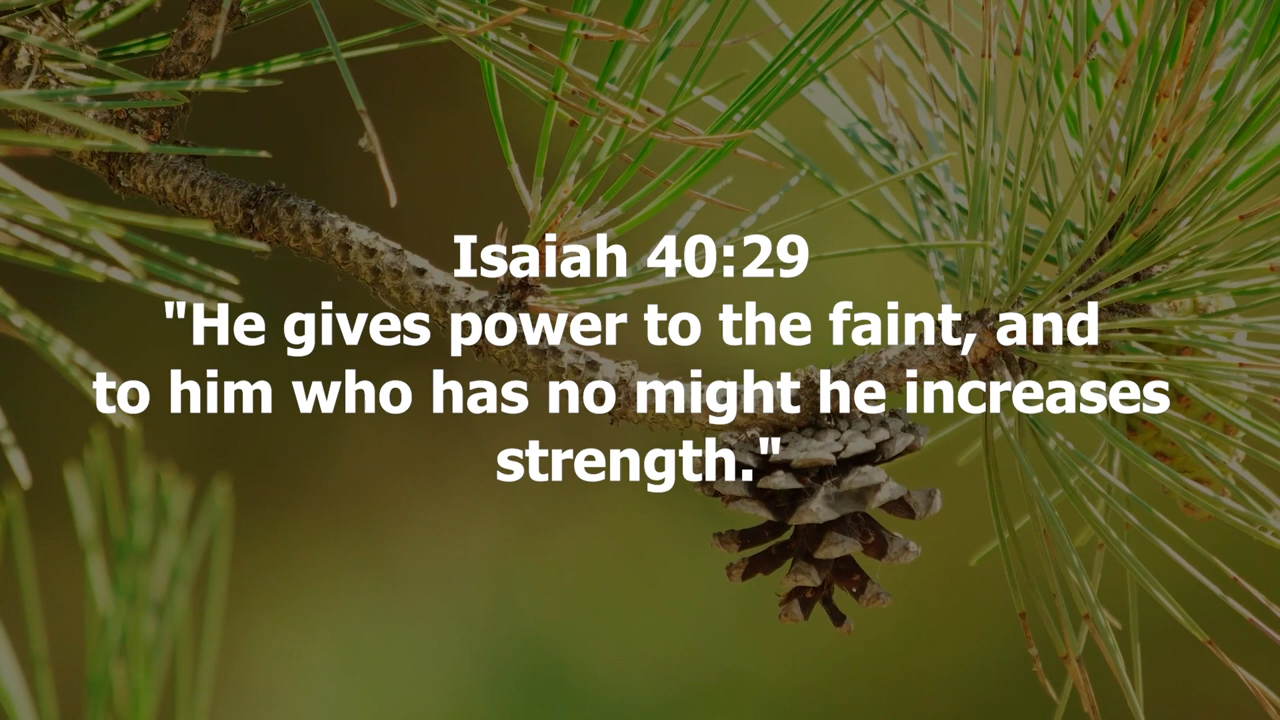 Isaiah 40:29
"He gives power to the faint, and
to him who has no might he increases
strength."